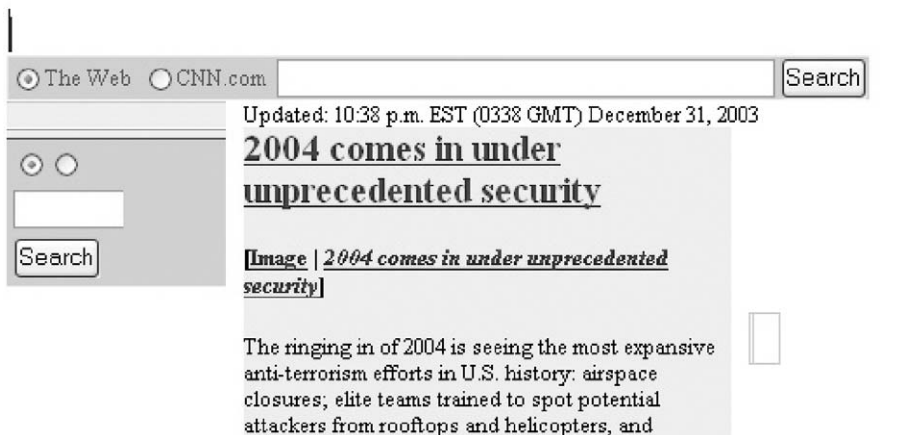 The Web CNN.com Search
Updated: 10:38 p.m. EST (0338 GMT) December 31, 2003
2004 comes in under
unprecedented security
Search
[Image | 2004 comes in under unprecedented
security]
The ringing in of 2004 is seeing the most expansive
anti-terrorism efforts in U.S. history: airspace
closures; elite teams trained to spot potential
attackers from rooftops and helicopters, and